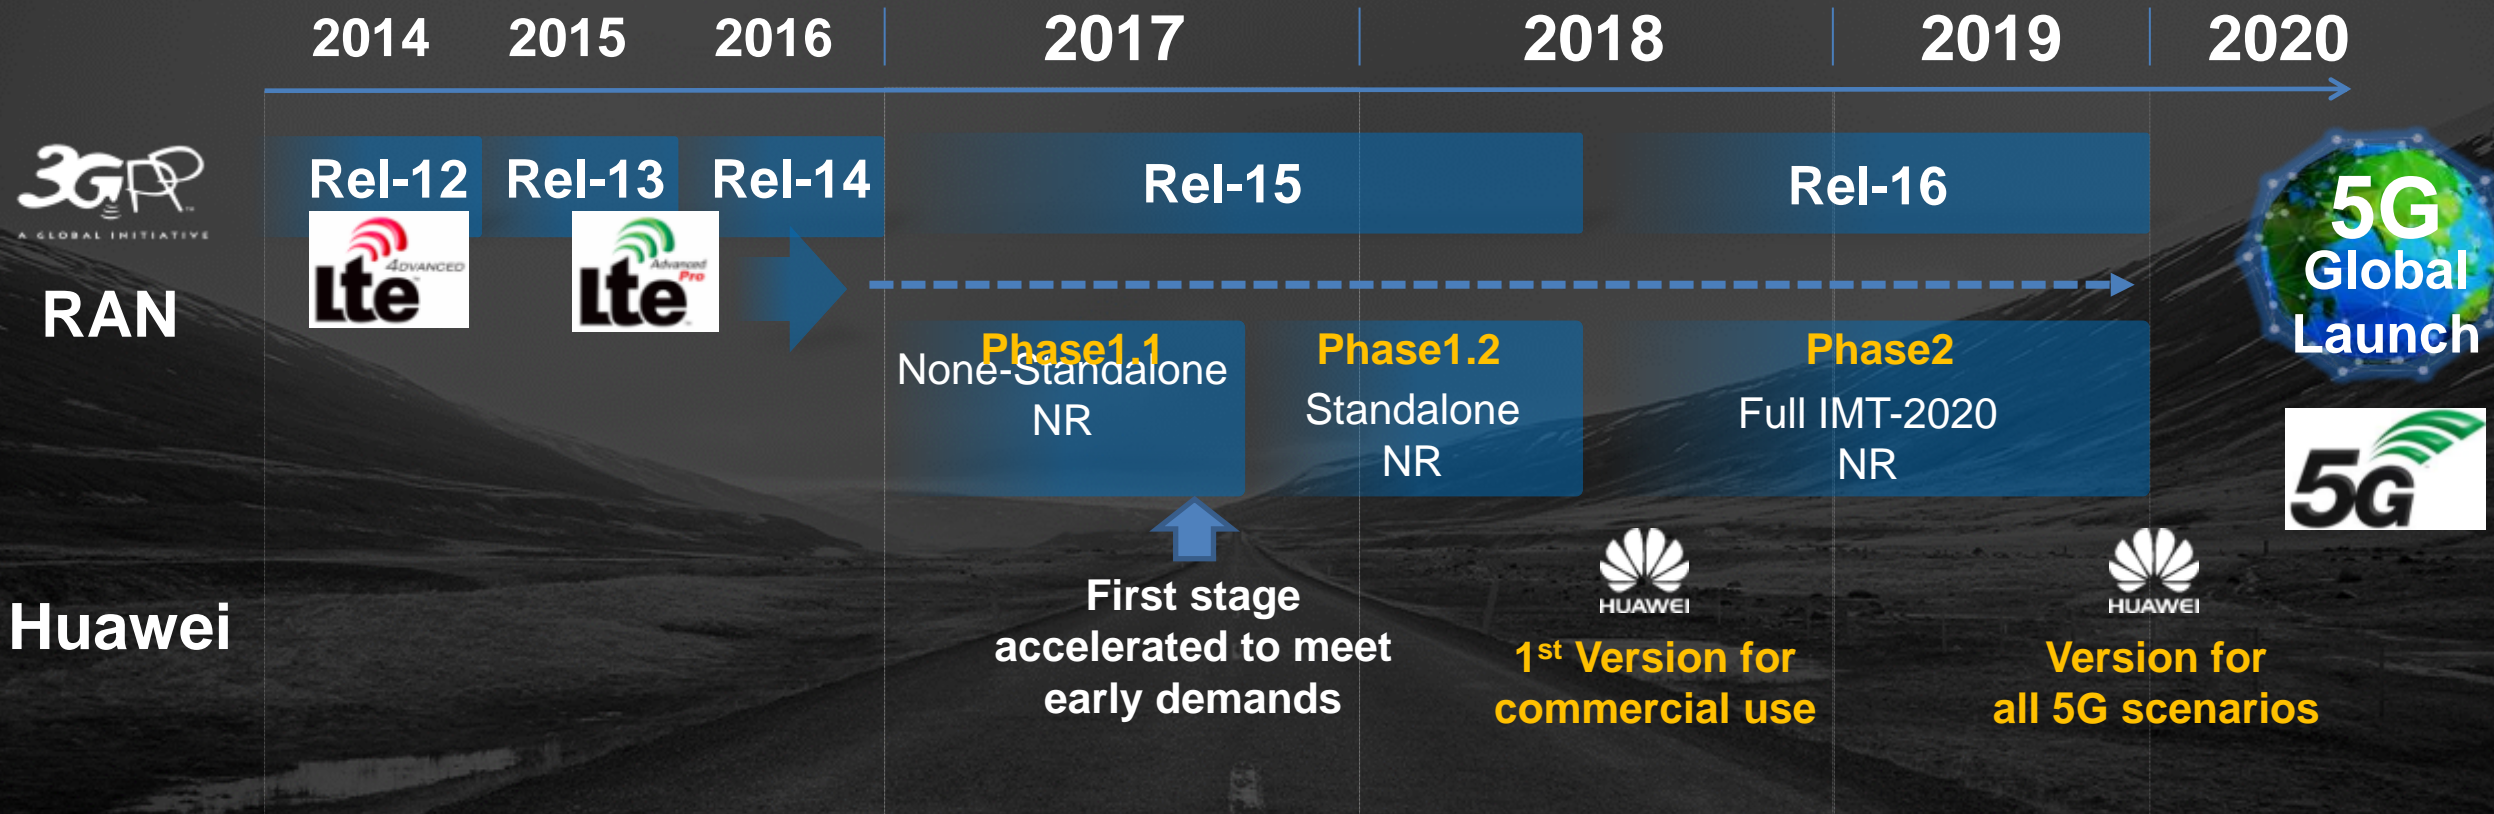 2014 2015 2016 2017 2018 2019 2020
3GPP
A GLOBAL INITIATIVE
Rel-12 Rel-13 Rel-14 Rel-15 Rel-16
lte 4DVANCED
lte Advanced Pro
RAN
Phase1.1
None-Standalone
NR
Phase1.2
Standalone
NR
Phase2
Full IMT-2020
NR
5G
Global
Launch
5G
Huawei
First stage
accelerated to meet
early demands
HUAWEI
1st Version for
commercial use
HUAWEI
Version for
all 5G scenarios